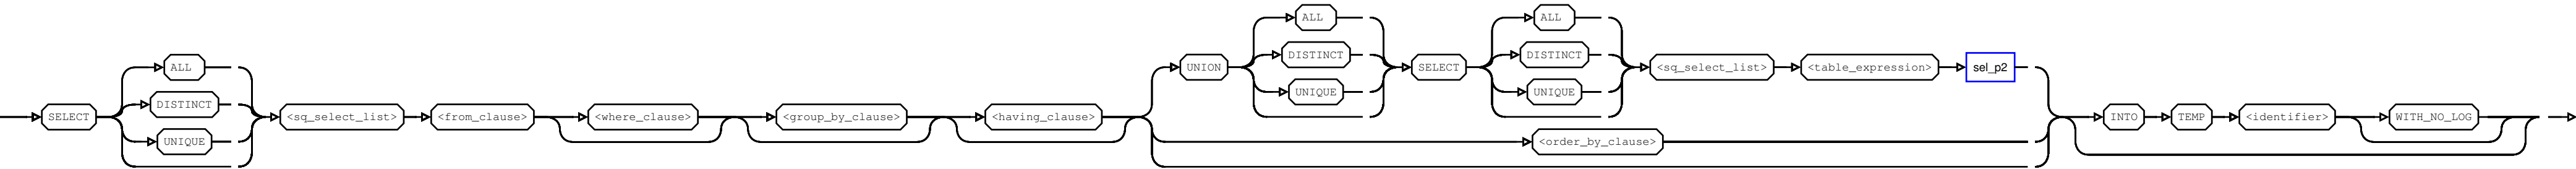 SELECT
ALL
DISTINCT
UNIQUE
<sq_select_list>
<from_clause>
<where_clause>
<group_by_clause>
<having_clause>
UNION
ALL
DISTINCT
UNIQUE
SELECT
ALL
DISTINCT
UNIQUE
<sq_select_list>
<table_expression>
sel_p2
<order_by_clause>
INTO
TEMP
<identifier>
WITH_NO_LOG